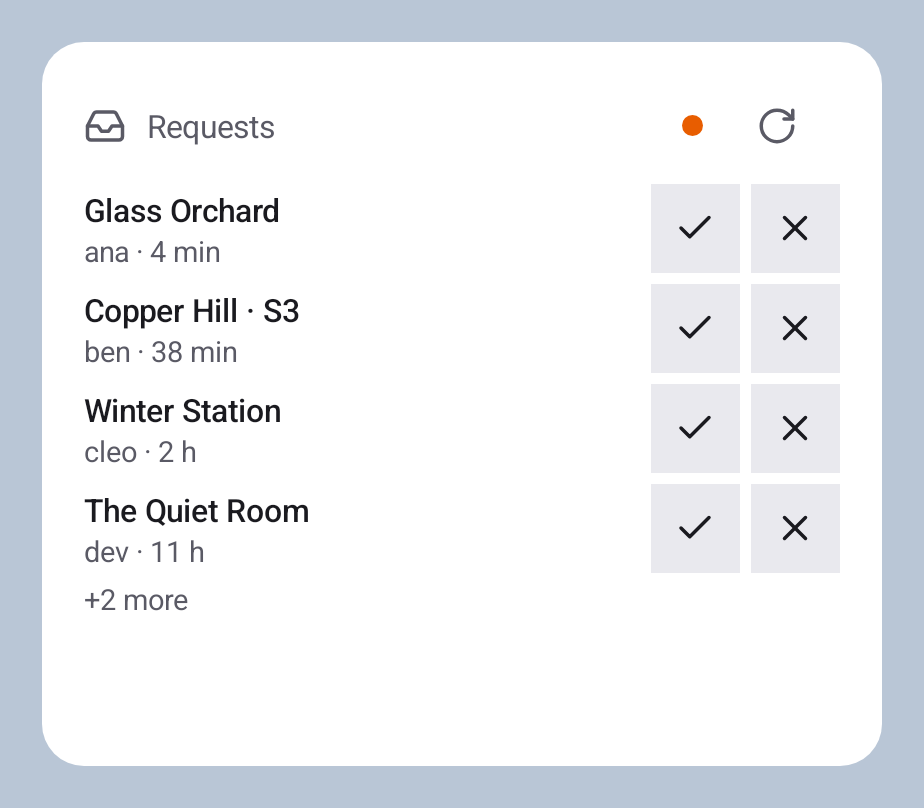 Requests
Glass Orchard
ana · 4 min
Copper Hill · S3
ben · 38 min
Winter Station
cleo · 2 h
The Quiet Room
dev · 11 h
+2 more